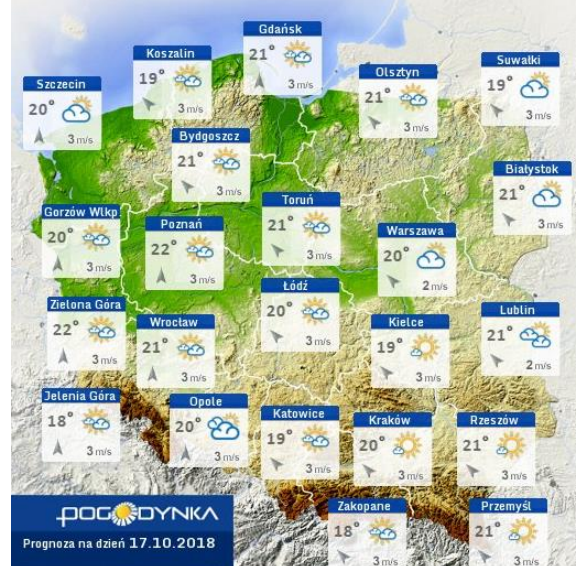 Gdańsk
21°
3 m/s
Koszalin
19°
3 m/s
Suwałki
19°
3 m/s
Olsztyn
21°
3 m/s
Szczecin
20°
3 m/s
Bydgoszcz
21°
3 m/s
Białystok
21°
3 m/s
Toruń
21°
3 m/s
Gorzów Wlkp
20°
3 m/s
Poznań
22°
3 m/s
Warszawa
20°
2 m/s
Łódź
20°
3 m/s
Zielona Góra
22°
3 m/s
Wrocław
21°
3 m/s
Kielce
19°
3 m/s
Lublin
21°
2 m/s
Jelenia Góra
18°
3 m/s
Opole
20°
3 m/s
Katowice
19°
3 m/s
Kraków
20°
3 m/s
Rzeszów
21°
3 m/s
Zakopane
18°
3 m/s
Przemyśl
21°
3 m/s
POGODYNKA
Prognoza na dzień 17.10.2018